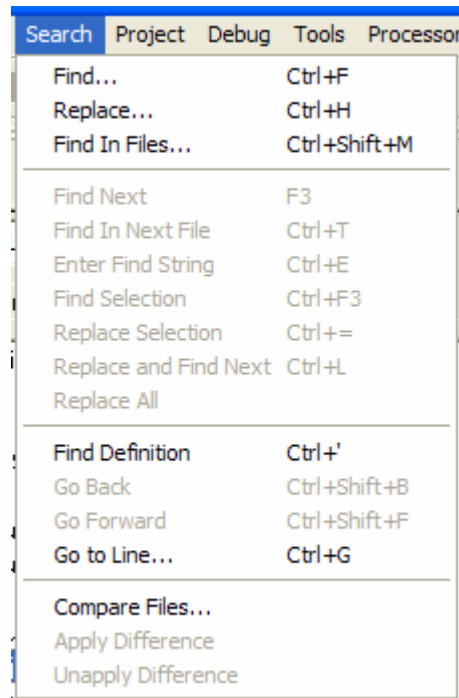 Search Project Debug Tools Processor
Find... Ctrl+F
Replace... Ctrl+H
Find In Files... Ctrl+Shift+M
Find Next F3
Find In Next File Ctrl+T
Enter Find String Ctrl+E
Find Selection Ctrl+F3
Replace Selection Ctrl+=
Replace and Find Next Ctrl+L
Replace All
Find Definition Ctrl+'
Go Back Ctrl+Shift+B
Go Forward Ctrl+Shift+F
Go to Line... Ctrl+G
Compare Files...
Apply Difference
Unapply Difference